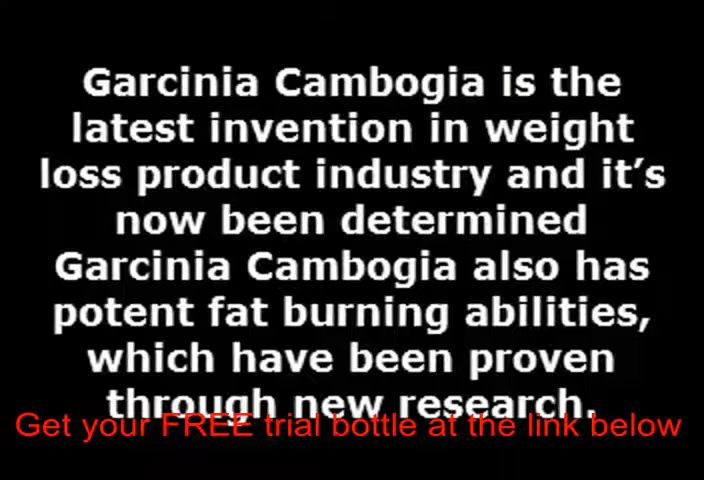 Garcinia Cambogia is the
latest invention in weight
loss product industry and it’s
now been determined
Garcinia Cambogia also has
potent fat burning abilities,
which have been proven
through new research.
Get your FREE trial bottle at the link below